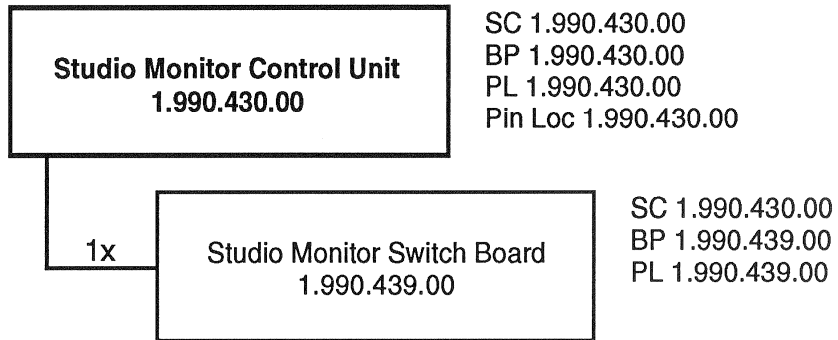 Studio Monitor Control Unit
1.990.430.00
SC 1.990.430.00
BP 1.990.430.00
PL 1.990.430.00
Pin Loc 1.990.430.00
1x
Studio Monitor Switch Board
1.990.439.00
SC 1.990.430.00
BP 1.990.439.00
PL 1.990.439.00